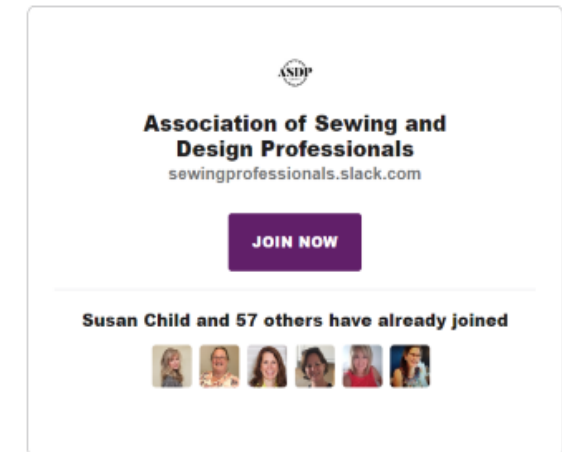 ASDP
Association of Sewing and
Design Professionals
sewingprofessionals.slack.com
JOIN NOW
Susan Child and 57 others have already joined